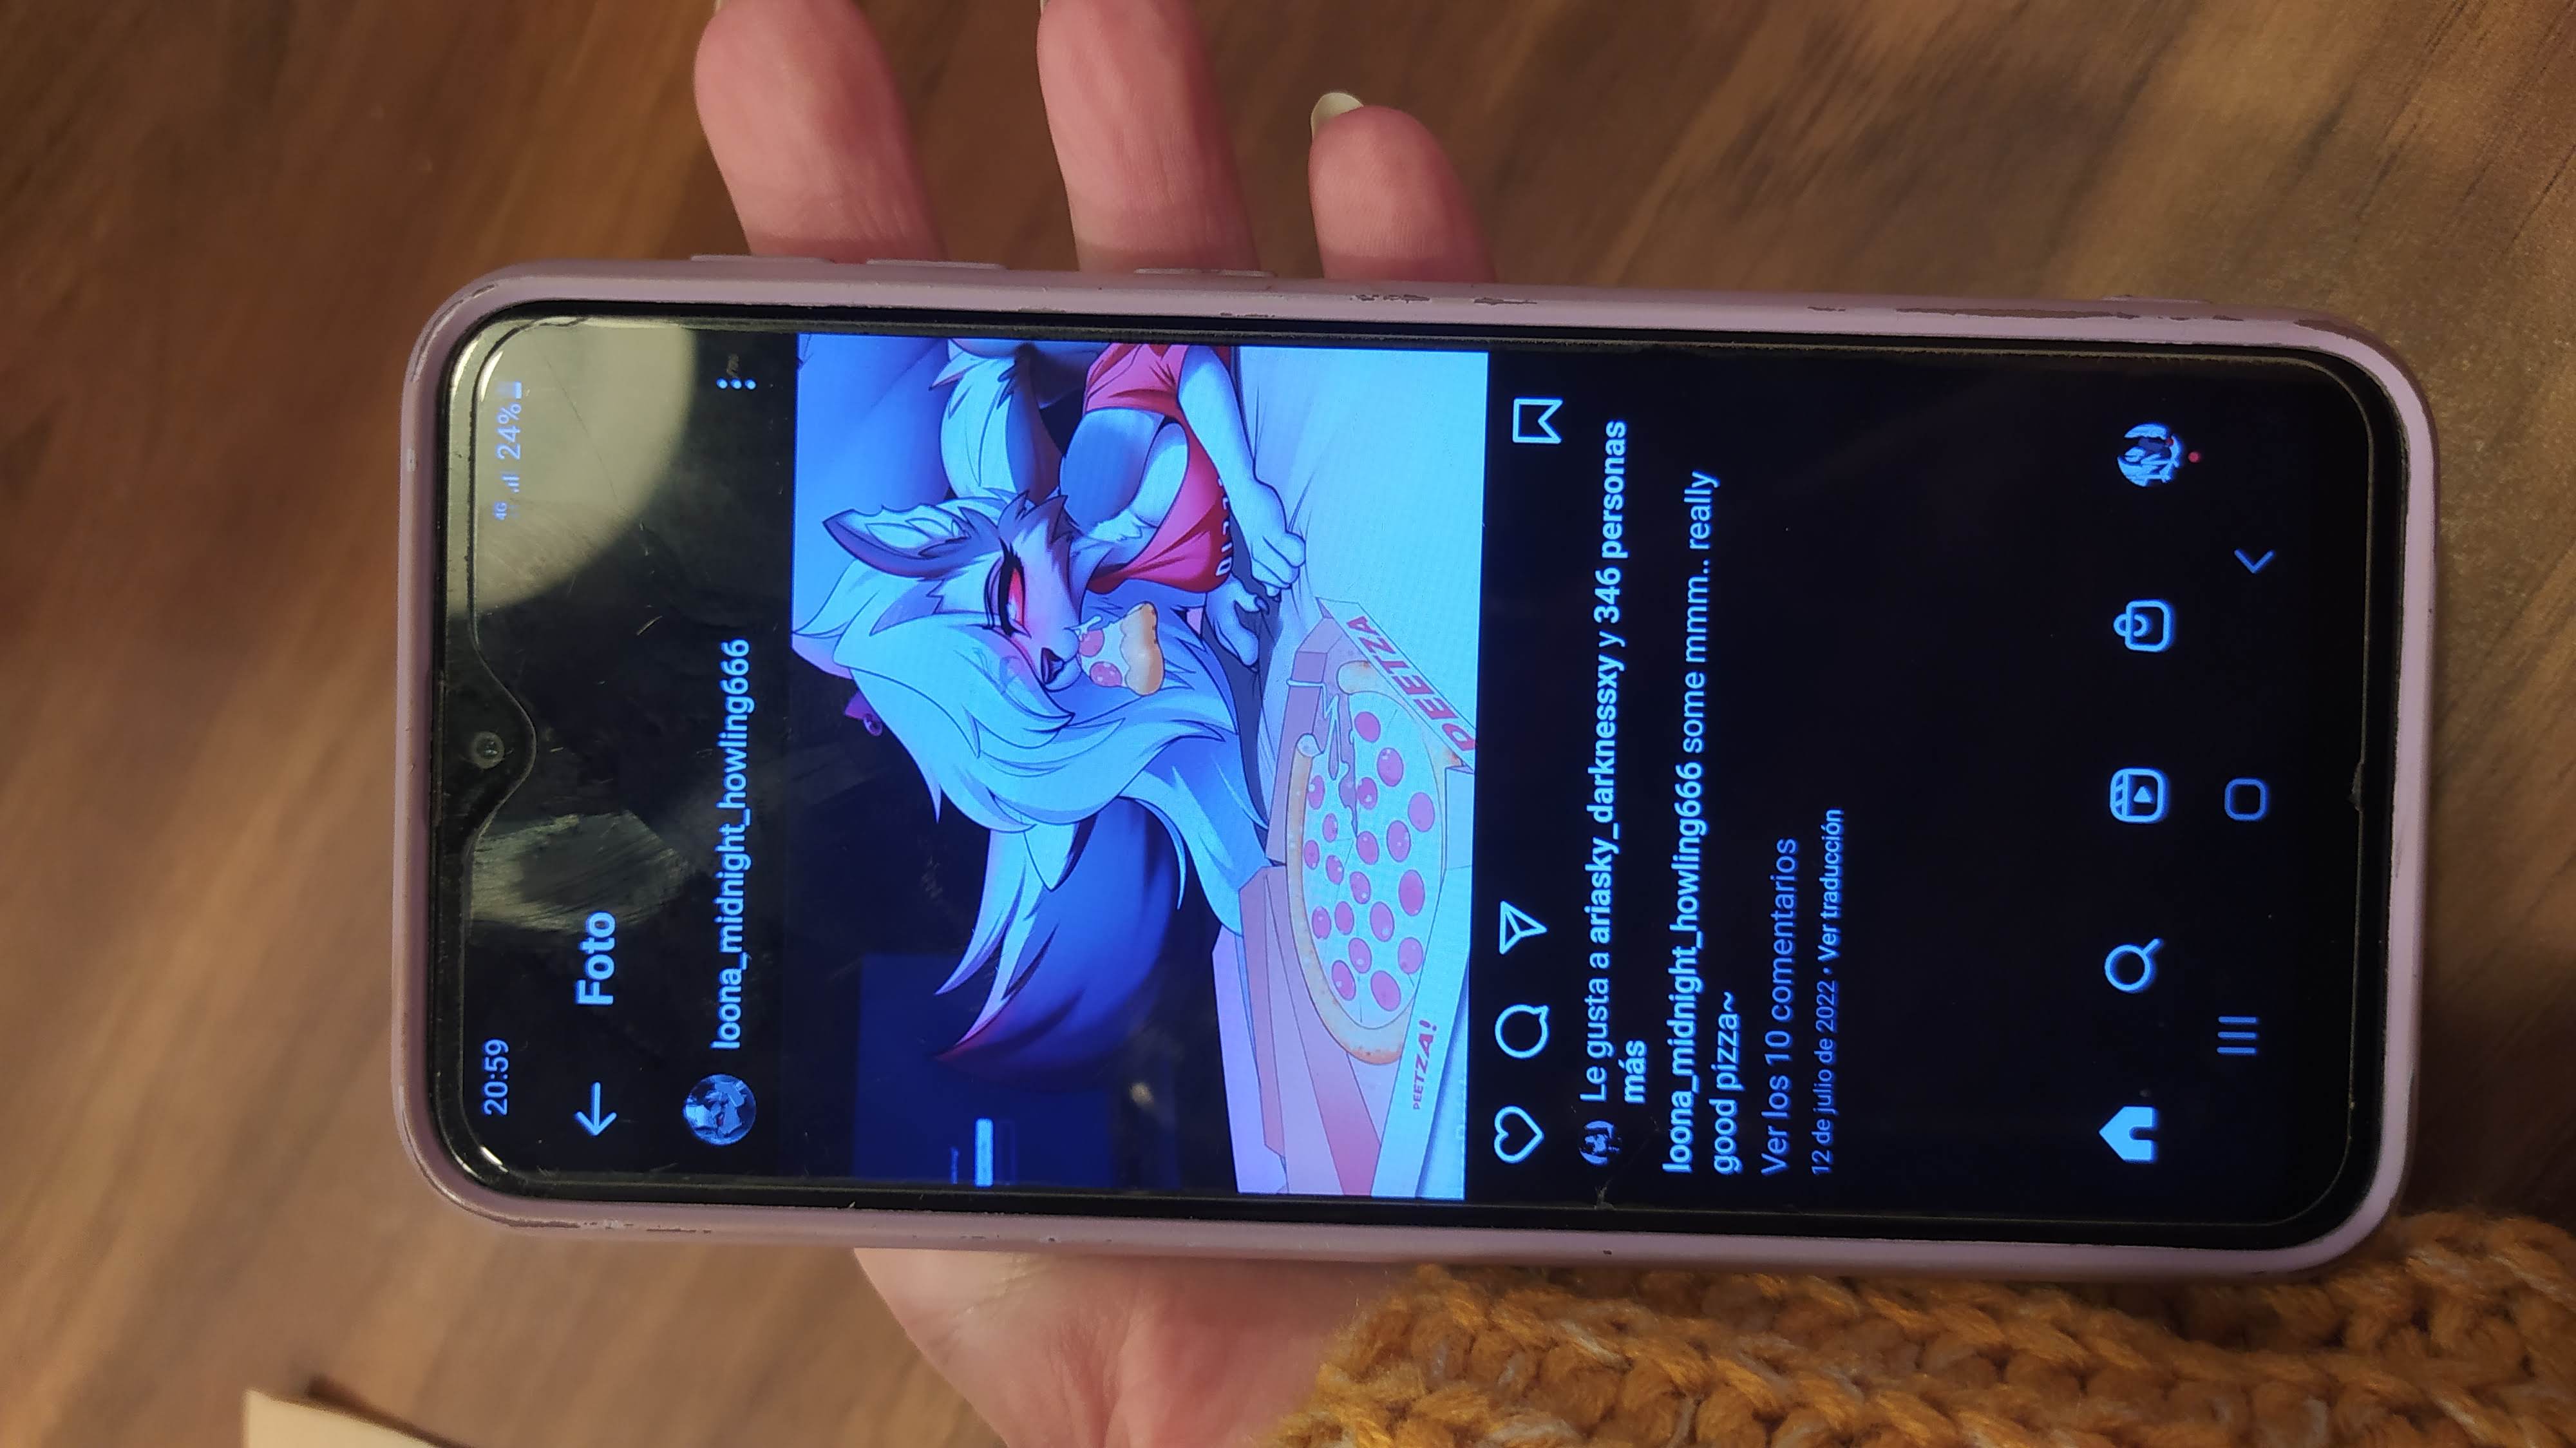 20:59
4G 24%
Foto
loona_midnight_howling666
PEETZA!
PEETZA
Le gusta a ariasky_darknessxy y 346 personas
más
loona_midnight_howling666 some mmm.. really
good pizza~
Ver los 10 comentarios
12 de julio de 2022 · Ver traducción